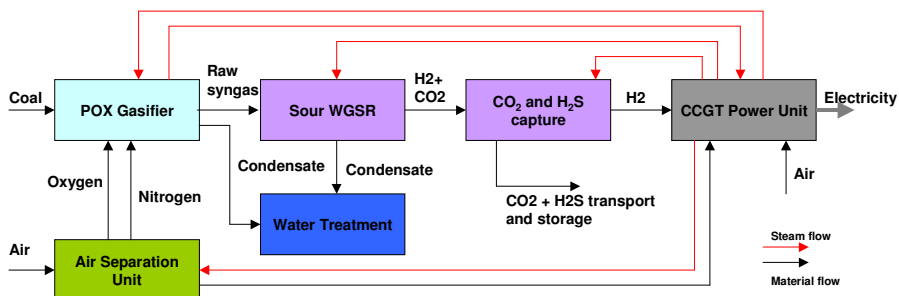 Raw
syngas
H2+
CO2
H2
Electricity
Coal
POX Gasifier
Sour WGSR
CO₂ and H₂S
capture
CCGT Power Unit
Condensate
Condensate
Oxygen
Nitrogen
Air
CO2 + H2S transport
and storage
Water Treatment
Air
Air Separation
Unit
Steam flow
Material flow